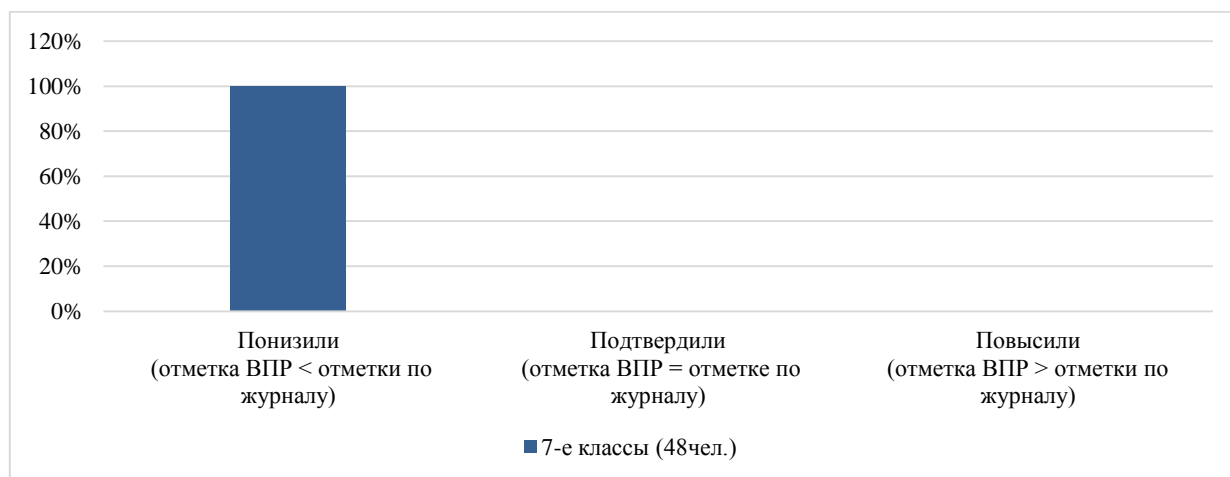 120%
100%
80%
60%
40%
20%
0%
Понизили
(отметка ВПР < отметки по
журналу)
Подтвердили
(отметка ВПР = отметке по
журналу)
Повысили
(отметка ВПР > отметки по
журналу)
7-е классы (48чел.)